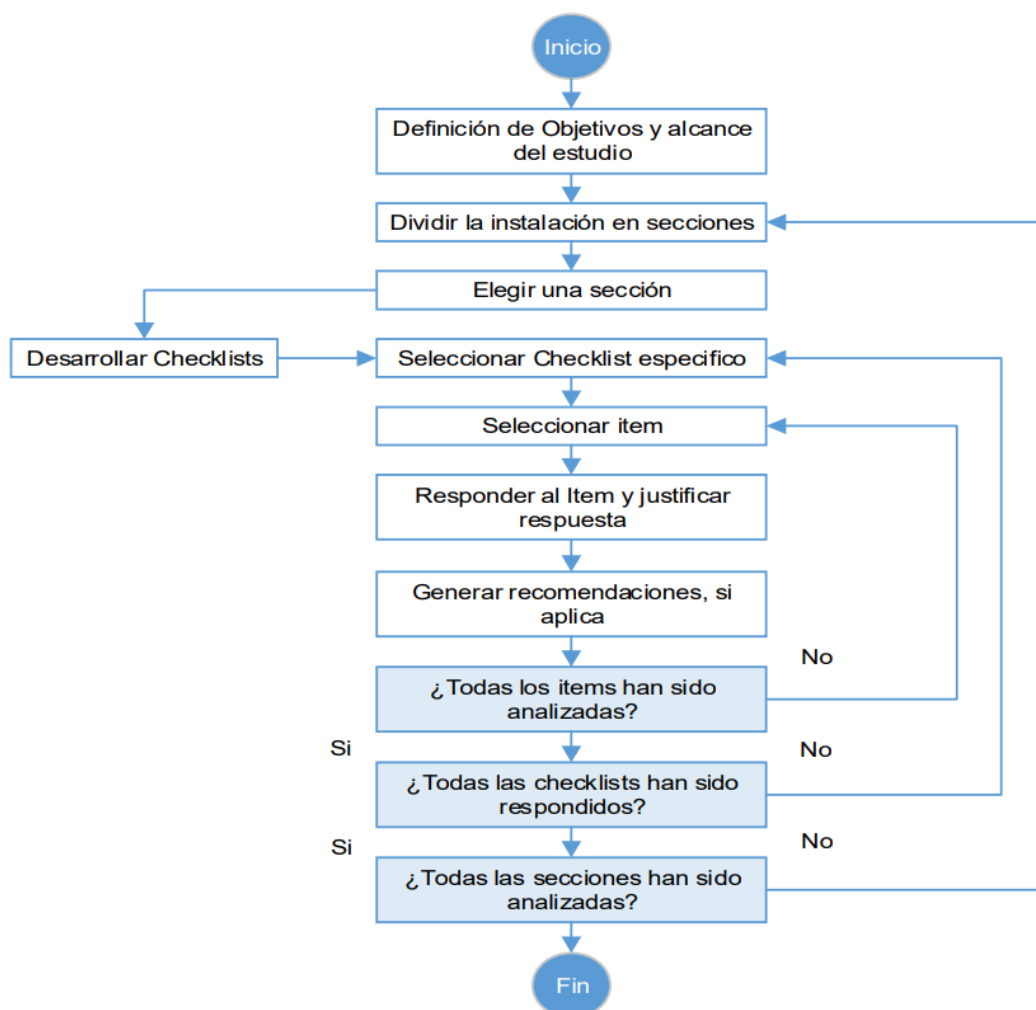 Inicio
Definición de Objetivos y alcance
del estudio
Dividir la instalación en secciones
Elegir una sección
Desarrollar Checklists
Seleccionar Checklist especifico
Seleccionar item
Responder al Item y justificar
respuesta
Generar recomendaciones, si
aplica
No
¿Todas los items han sido
analizadas?
Si
No
¿Todas las checklists han sido
respondidos?
Si
No
¿Todas las secciones han sido
analizadas?
Fin